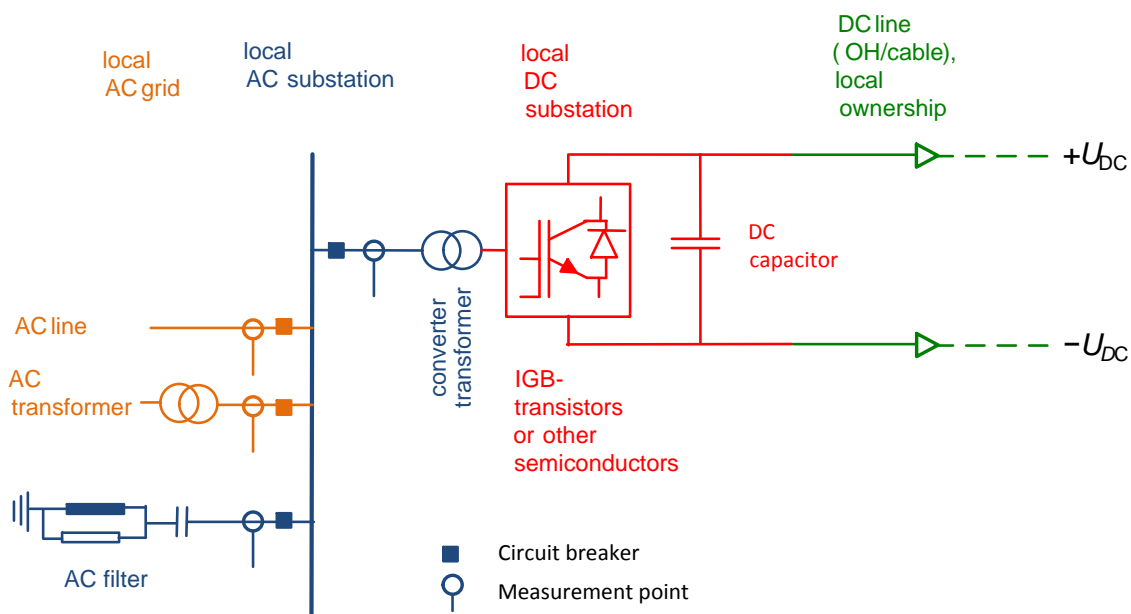 local
AC grid
local
AC substation
local
DC
substation
DC line
( OH/cable),
local
ownership
+UDC
DC
capacitor
converter
transformer
AC line
−UDC
AC
transformer
IGB-
transistors
or other
semiconductors
AC filter
Circuit breaker
Measurement point